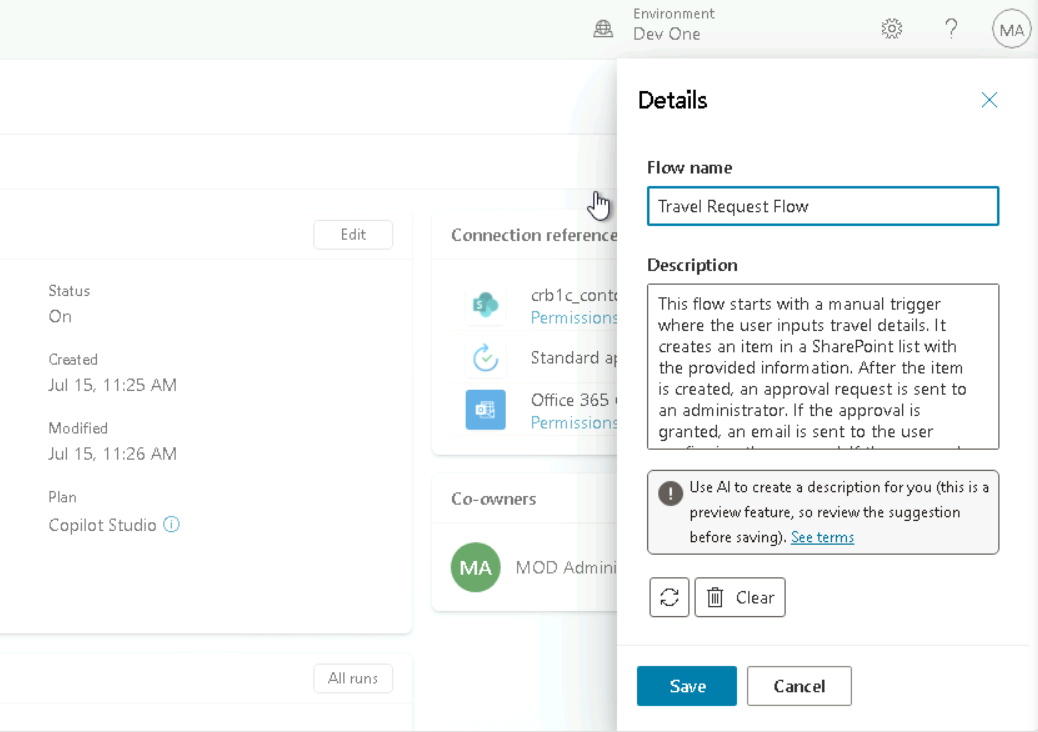 Environment
Dev One
?
MA
Details
Flow name
Travel Request Flow
Description
This flow starts with a manual trigger
where the user inputs travel details. It
creates an item in a SharePoint list with
the provided information. After the item
is created, an approval request is sent to
an administrator. If the approval is
granted, an email is sent to the user
Use AI to create a description for you (this is a
preview feature, so review the suggestion
before saving). See terms
Clear
Save
Cancel
Edit
Status
On
Created
Jul 15, 11:25 AM
Modified
Jul 15, 11:26 AM
Plan
Copilot Studio
Connection reference
crb1c_conto
Permissions
Standard ap
Office 365
Permissions
Co-owners
MA
MOD Admini
All runs